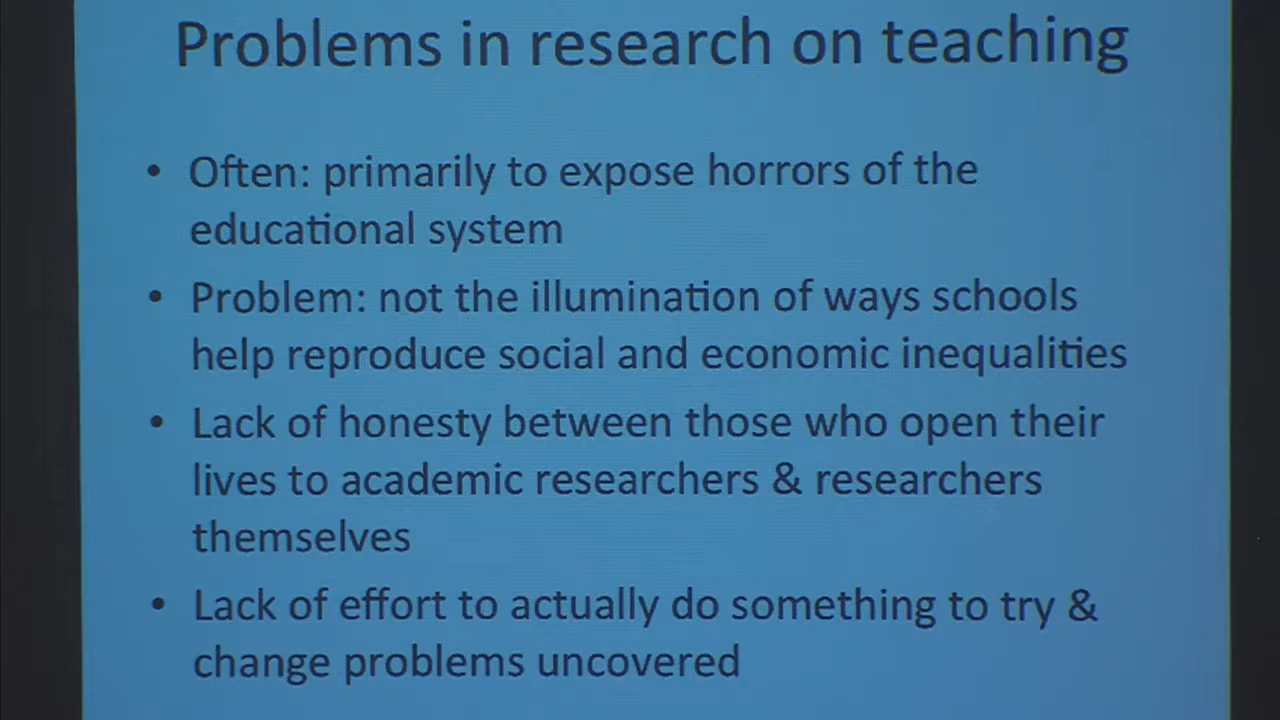 Problems in research on teaching
• Often: primarily to expose horrors of the
educational system
• Problem: not the illumination of ways schools
help reproduce social and economic inequalities
• Lack of honesty between those who open their
lives to academic researchers & researchers
themselves
• Lack of effort to actually do something to try &
change problems uncovered